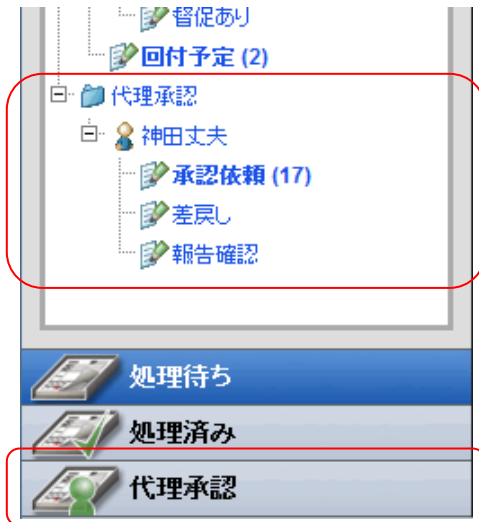 督促あり
回付予定 (2)
代理承認
神田丈夫
承認依頼 (17)
差戻し
報告確認
処理待ち
処理済み
代理承認